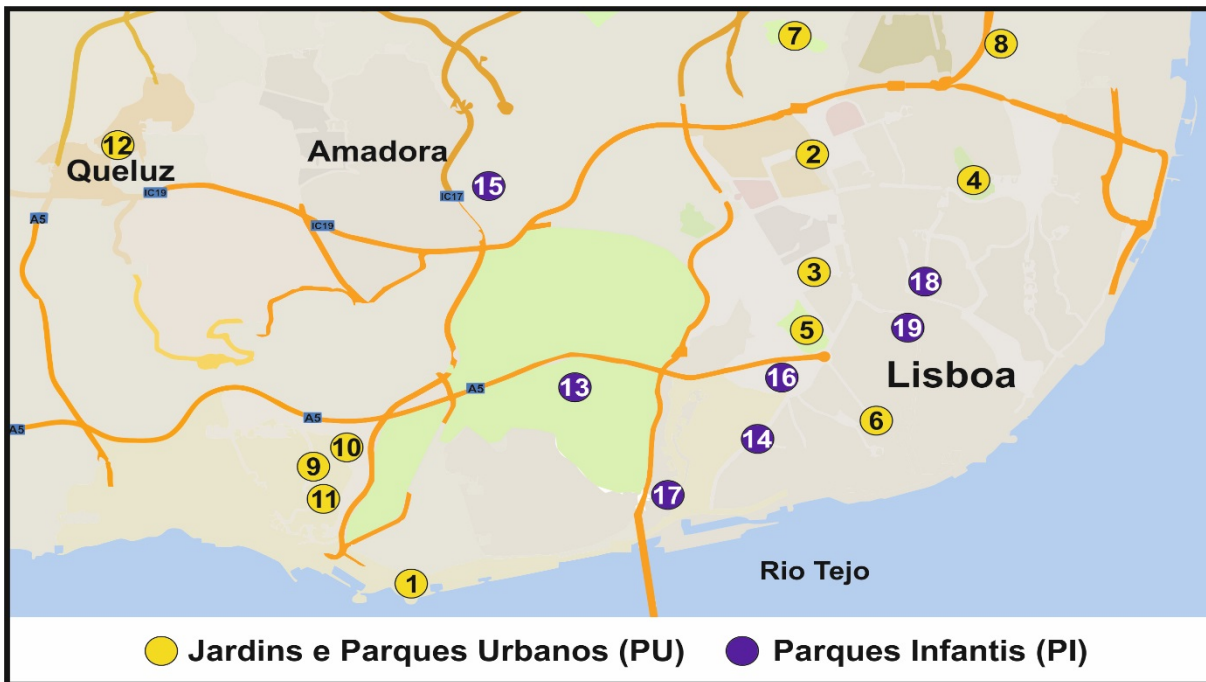 7
8
12
Queluz
Amadora
2
IC19
IC17
15
4
A5
IC19
3
18
5
19
Lisboa
16
A5
13
A5
6
A5
10
14
9
11
17
Rio Tejo
1
Jardins e Parques Urbanos (PU)
Parques Infantis (PI)